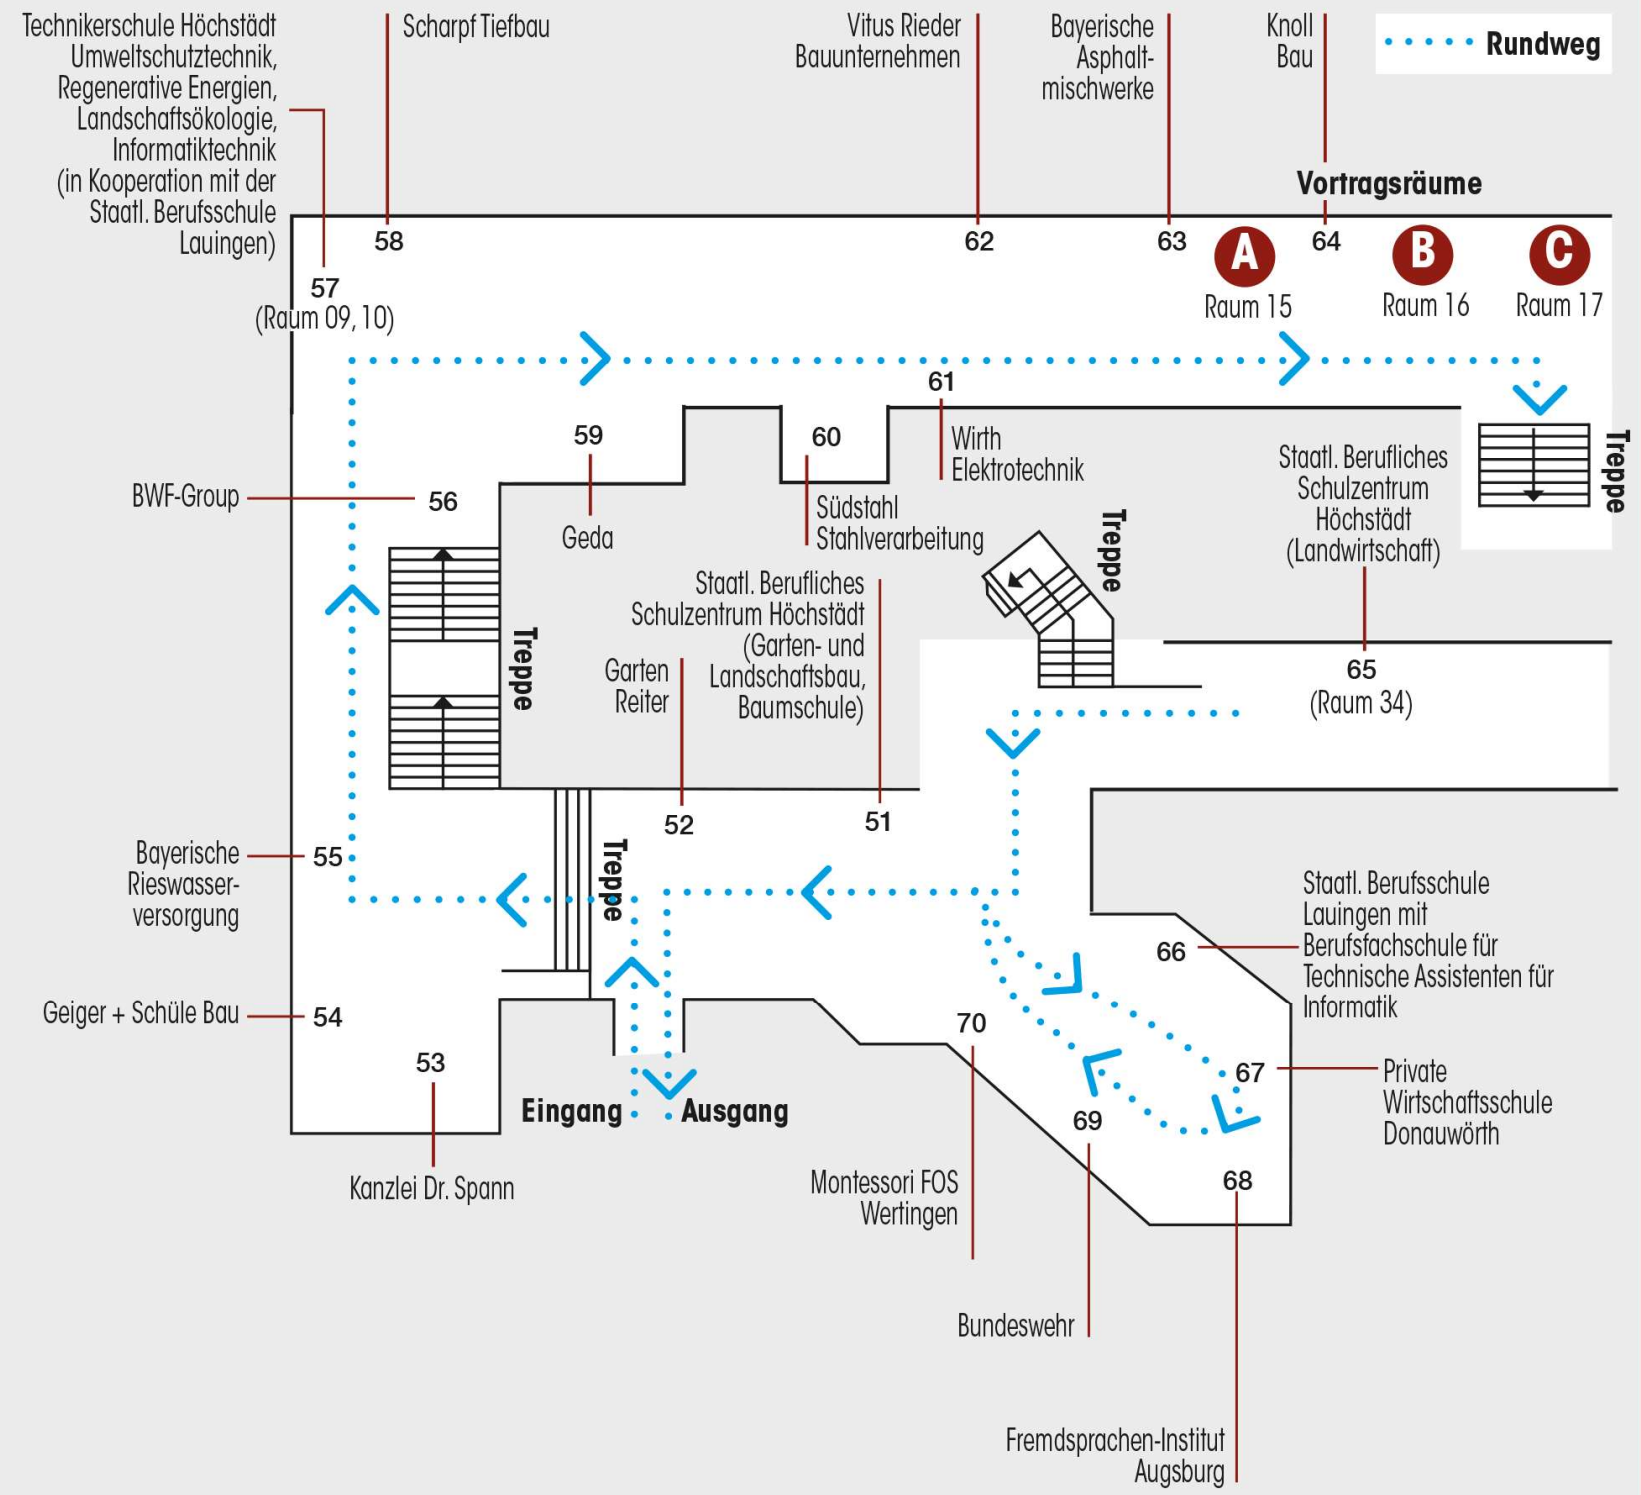 Technikerschule Höchstädt
Umweltschutztechnik,
Regenerative Energien,
Landschaftsökologie,
Informatiktechnik
(in Kooperation mit der
Staatl. Berufsschule
Lauingen)
Scharpf Tiefbau
Vitus Rieder
Bauunternehmen
Bayerische
Asphalt-
mischwerke
Knoll
Bau
Rundweg
Vortragsräume
58
62
63
A
64
B
C
57
(Raum 09, 10)
Raum 15
Raum 16
Raum 17
61
59
60
Wirth
Elektrotechnik
Treppe
Staatl. Berufliches
Schulzentrum
Höchstädt
(Landwirtschaft)
BWF-Group
56
Geda
Südstahl
Stahlverarbeitung
Treppe
Staatl. Berufliches
Schulzentrum Höchstädt
(Garten- und
Landschaftsbau,
Baumschule)
Garten
Reiter
Treppe
65
(Raum 34)
52
51
Treppe
Bayerische
Rieswasser-
versorgung
55
Staatl. Berufsschule
Lauingen mit
Berufsfachschule für
Technische Assistenten für
Informatik
66
Geiger + Schüle Bau
54
53
70
67
Private
Wirtschaftsschule
Donauwörth
Eingang
Ausgang
69
Kanzlei Dr. Spann
Montessori FOS
Wertingen
68
Bundeswehr
Fremdsprachen-Institut
Augsburg